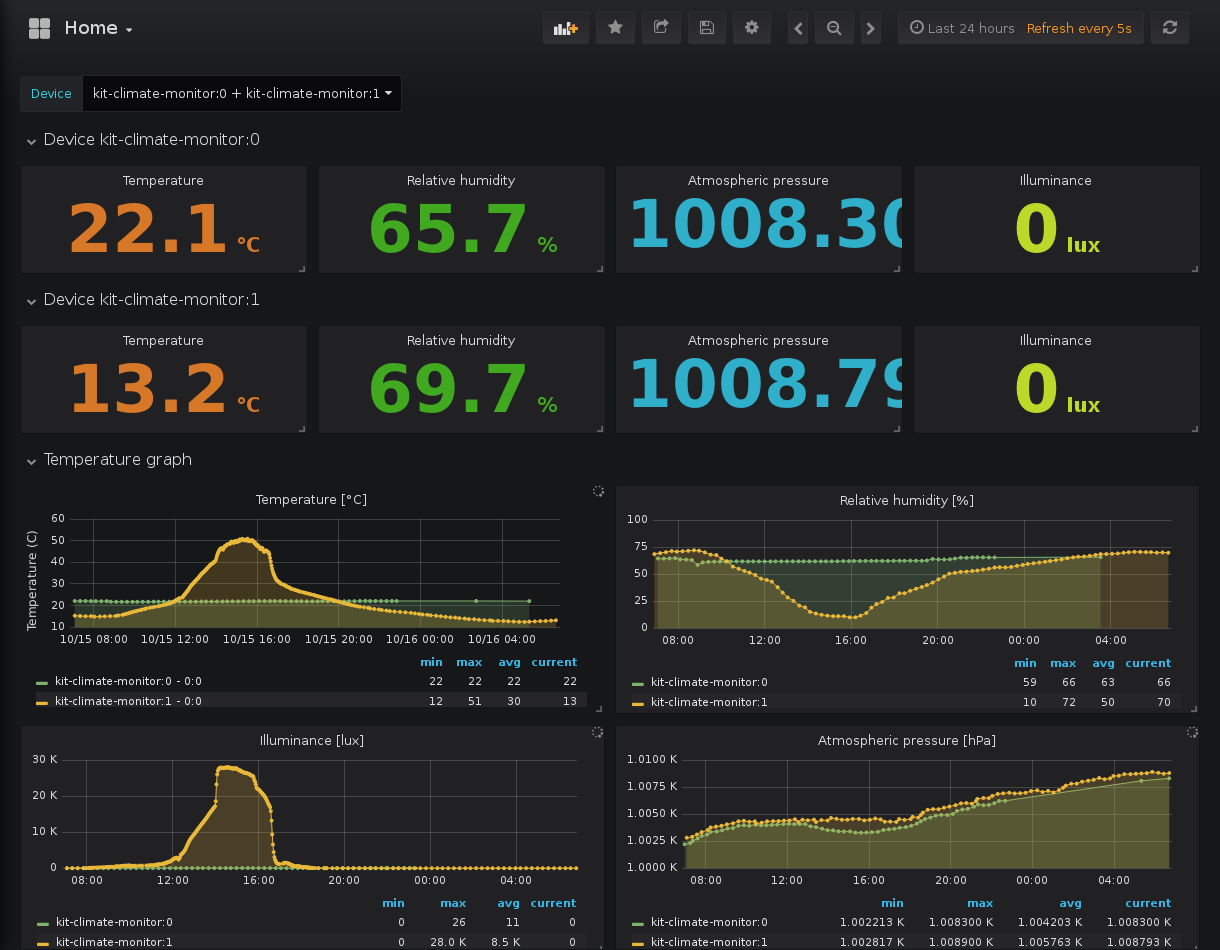 Home
Last 24 hours Refresh every 5s
Device kit-climate-monitor:0 + kit-climate-monitor:1
Device kit-climate-monitor:0
Temperature Relative humidity Atmospheric pressure Illuminance
22.1 °C 65.7 % 1008.30 0 lux
Device kit-climate-monitor:1
Temperature Relative humidity Atmospheric pressure Illuminance
13.2 °C 69.7 % 1008.79 0 lux
Temperature graph
Temperature [°C]
Temperature (C)
60
50
40
30
20
10
10/15 08:00 10/15 12:00 10/15 16:00 10/15 20:00 10/16 00:00 10/16 04:00
min max avg current
kit-climate-monitor:0 - 0:0 22 22 22 22
kit-climate-monitor:1 - 0:0 12 51 30 13
Relative humidity [%]
100
75
50
25
0
08:00 12:00 16:00 20:00 00:00 04:00
min max avg current
kit-climate-monitor:0 59 66 63 66
kit-climate-monitor:1 10 72 50 70
Illuminance [lux]
30 K
20 K
10 K
0
08:00 12:00 16:00 20:00 00:00 04:00
min max avg current
kit-climate-monitor:0 0 26 11 0
kit-climate-monitor:1 0 28.0 K 8.5 K 0
Atmospheric pressure [hPa]
1.0100 K
1.0075 K
1.0050 K
1.0025 K
1.0000 K
08:00 12:00 16:00 20:00 00:00 04:00
min max avg current
kit-climate-monitor:0 1.002213 K 1.008300 K 1.004203 K 1.008300 K
kit-climate-monitor:1 1.002817 K 1.008900 K 1.005763 K 1.008793 K